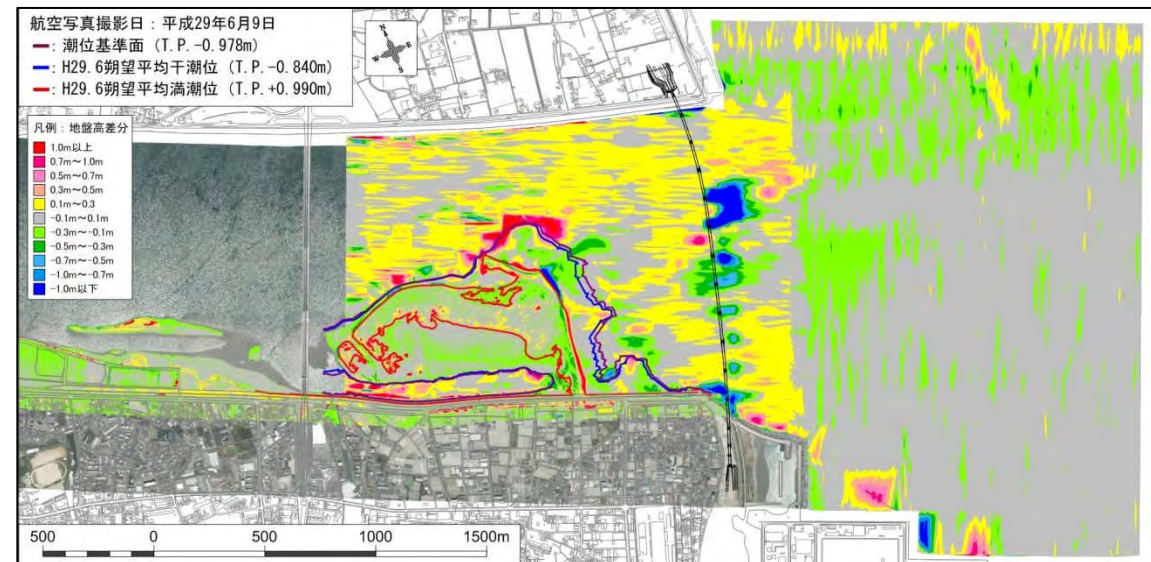 航空写真撮影日：平成29年6月9日
━：潮位基準面（T.P.-0.978m）
━：H29.6朔望平均干潮位（T.P.-0.840m）
━：H29.6朔望平均満潮位（T.P.+0.990m）
N
W E
S
凡例：地盤高差分
1.0m以上
0.7m～1.0m
0.5m～0.7m
0.3m～0.5m
0.1m～0.3
-0.1m～0.1m
-0.3m～-0.1m
-0.5m～-0.3m
-0.7m～-0.5m
-1.0m～-0.7m
-1.0m以下
500 0 500 1000 1500m